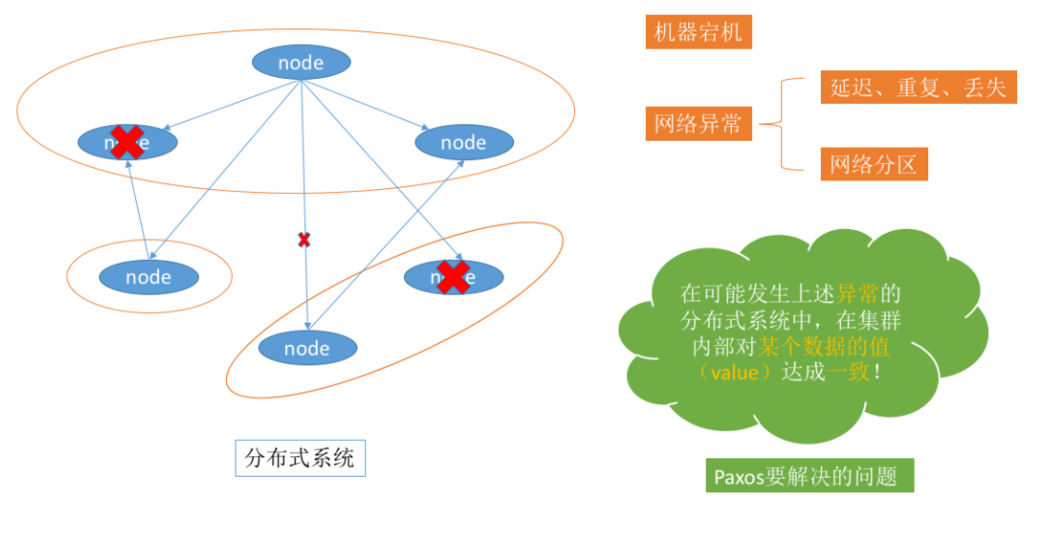 node
node
node
node
node
node
分布式系统
机器宕机
网络异常
延迟、重复、丢失
网络分区
在可能发生上述异常的
分布式系统中，在集群
内部对某个数据的值
（value）达成一致！
Paxos要解决的问题